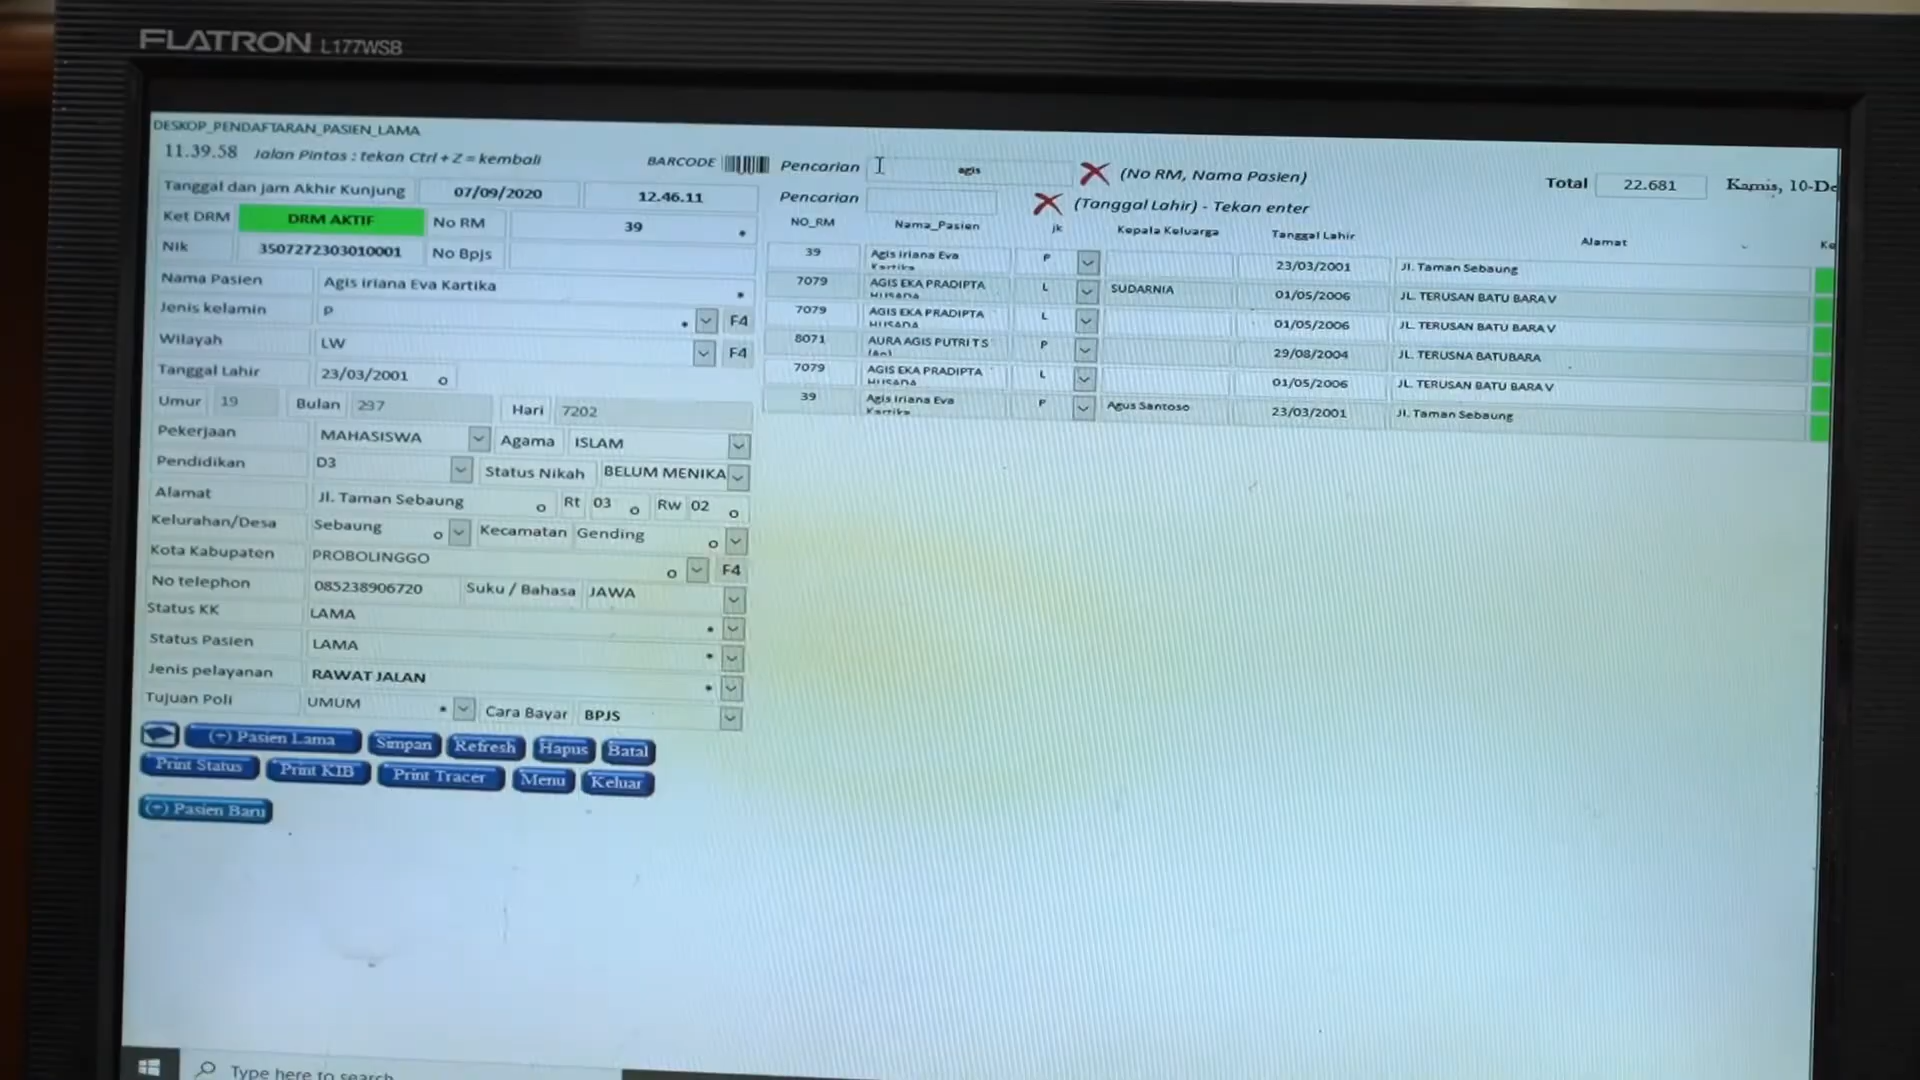 FLATRON L177WSB
DESKOP_PENDAFTARAN_PASIEN_LAMA
11.39.58 Jalan Pintas : tekan Ctrl + Z = kembali
BARCODE Pencarian agis (No RM, Nama Pasien)
Total 22.681 Kamis, 10-De
Tanggal dan jam Akhir Kunjung 07/09/2020 12.46.11
Pencarian (Tanggal Lahir) - Tekan enter
Ket DRM DRM AKTIF No RM 39
Nik 3507272303010001 No Bpjs
Nama Pasien Agis iriana Eva Kartika
Jenis kelamin P F4
Wilayah LW F4
Tanggal Lahir 23/03/2001
Umur 19 Bulan 237 Hari 7202
Pekerjaan MAHASISWA Agama ISLAM
Pendidikan D3 Status Nikah BELUM MENIKA
Alamat Jl. Taman Sebaung Rt 03 Rw 02
Kelurahan/Desa Sebaung Kecamatan Gending
Kota Kabupaten PROBOLINGGO F4
No telephon 085238906720 Suku / Bahasa JAWA
Status KK LAMA
Status Pasien LAMA
Jenis pelayanan RAWAT JALAN
Tujuan Poli UMUM Cara Bayar BPJS
(+) Pasien Lama Simpan Refresh Hapus Batal
Print Status Print KIB Print Tracer Menu Keluar
(+) Pasien Baru
NO_RM Nama_Pasien jk Kepala Keluarga Tanggal Lahir Alamat Ke
39 Agis iriana Eva Kartika P 23/03/2001 Jl. Taman Sebaung
7079 AGIS EKA PRADIPTA HUSADA L SUDARNIA 01/05/2006 JL. TERUSAN BATU BARA V
7079 AGIS EKA PRADIPTA HUSADA L 01/05/2006 JL. TERUSAN BATU BARA V
8071 AURA AGIS PUTRI T S (An) P 29/08/2004 JL. TERUSNA BATUBARA
7079 AGIS EKA PRADIPTA HUSADA L 01/05/2006 JL. TERUSAN BATU BARA V
39 Agis iriana Eva Kartika P Agus Santoso 23/03/2001 Jl. Taman Sebaung
Type here to search